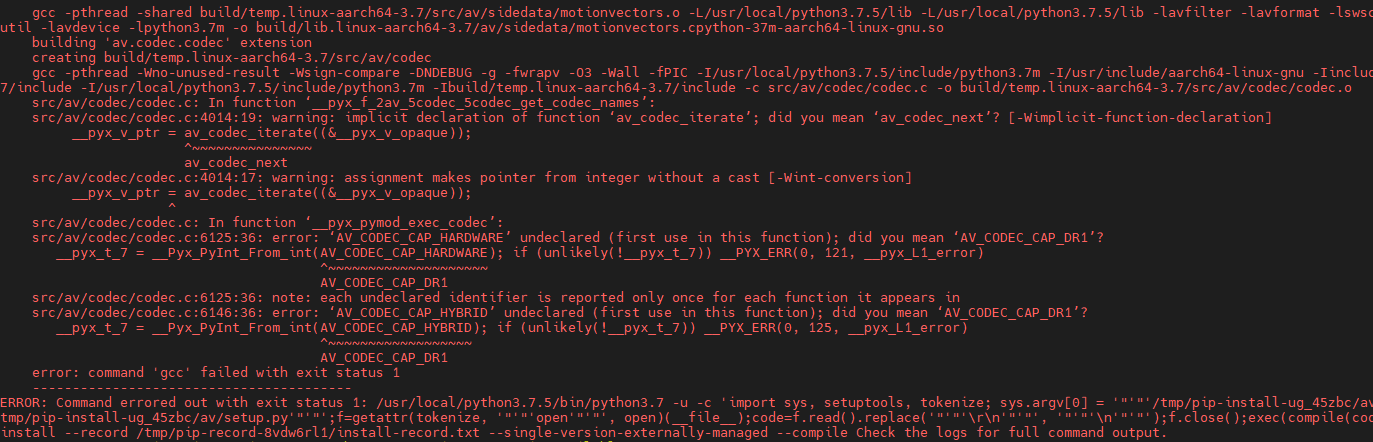 gcc -pthread -shared build/temp.linux-aarch64-3.7/src/av/sidedata/motionvectors.o -L/usr/local/python3.7.5/lib -L/usr/local/python3.7.5/lib -lavfilter -lavformat -lswsc
util -lavdevice -lpython3.7m -o build/lib.linux-aarch64-3.7/av/sidedata/motionvectors.cpython-37m-aarch64-linux-gnu.so
building 'av.codec.codec' extension
creating build/temp.linux-aarch64-3.7/src/av/codec
gcc -pthread -Wno-unused-result -Wsign-compare -DNDEBUG -g -fwrapv -O3 -Wall -fPIC -I/usr/local/python3.7.5/include/python3.7m -I/usr/include/aarch64-linux-gnu -Iinclud
7/include -I/usr/local/python3.7.5/include/python3.7m -Ibuild/temp.linux-aarch64-3.7/include -c src/av/codec/codec.c -o build/temp.linux-aarch64-3.7/src/av/codec/codec.o
src/av/codec/codec.c: In function ‘__pyx_f_2av_5codec_5codec_get_codec_names’:
src/av/codec/codec.c:4014:19: warning: implicit declaration of function ‘av_codec_iterate’; did you mean ‘av_codec_next’? [-Wimplicit-function-declaration]
__pyx_v_ptr = av_codec_iterate((&__pyx_v_opaque));
^~~~~~~~~~~~~~~~
av_codec_next
src/av/codec/codec.c:4014:17: warning: assignment makes pointer from integer without a cast [-Wint-conversion]
__pyx_v_ptr = av_codec_iterate((&__pyx_v_opaque));
^
src/av/codec/codec.c: In function ‘__pyx_pymod_exec_codec’:
src/av/codec/codec.c:6125:36: error: ‘AV_CODEC_CAP_HARDWARE’ undeclared (first use in this function); did you mean ‘AV_CODEC_CAP_DR1’?
__pyx_t_7 = __Pyx_PyInt_From_int(AV_CODEC_CAP_HARDWARE); if (unlikely(!__pyx_t_7)) __PYX_ERR(0, 121, __pyx_L1_error)
^~~~~~~~~~~~~~~~~~~~~
AV_CODEC_CAP_DR1
src/av/codec/codec.c:6125:36: note: each undeclared identifier is reported only once for each function it appears in
src/av/codec/codec.c:6146:36: error: ‘AV_CODEC_CAP_HYBRID’ undeclared (first use in this function); did you mean ‘AV_CODEC_CAP_DR1’?
__pyx_t_7 = __Pyx_PyInt_From_int(AV_CODEC_CAP_HYBRID); if (unlikely(!__pyx_t_7)) __PYX_ERR(0, 125, __pyx_L1_error)
^~~~~~~~~~~~~~~~~~~
AV_CODEC_CAP_DR1
error: command 'gcc' failed with exit status 1
----------------------------------------
ERROR: Command errored out with exit status 1: /usr/local/python3.7.5/bin/python3.7 -u -c 'import sys, setuptools, tokenize; sys.argv[0] = '"'"'/tmp/pip-install-ug_45zbc/av
tmp/pip-install-ug_45zbc/av/setup.py'"'"';f=getattr(tokenize, '"'"'open'"'"', open)(__file__);code=f.read().replace('"'"'\r\n'"'"', '"'"'\n'"'"');f.close();exec(compile(cod
install --record /tmp/pip-record-8vdw6rl1/install-record.txt --single-version-externally-managed --compile Check the logs for full command output.